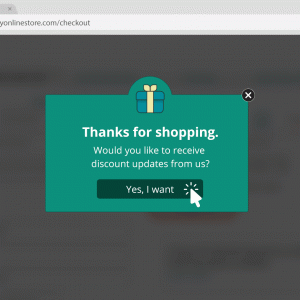 yonlinestore.com/checkout
Thanks for shopping.
Would you like to receive
discount updates from us?
Yes, I want